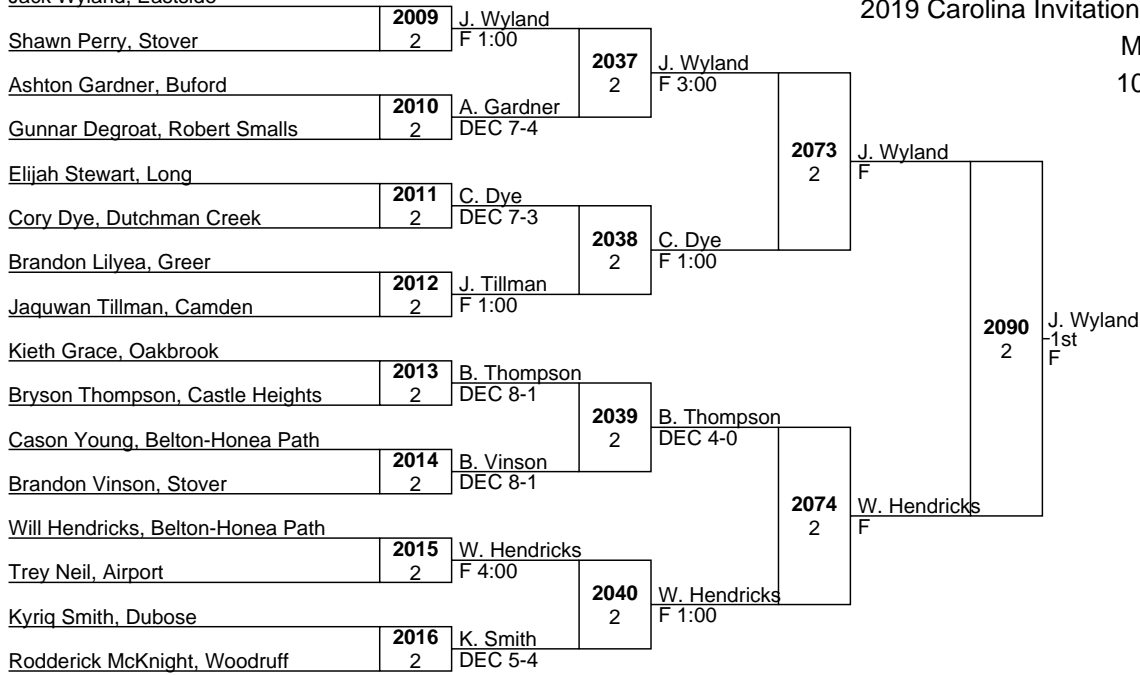 Jack Wyland, Eastside
2009
2
J. Wyland
F 1:00
Shawn Perry, Stover
2037
2
J. Wyland
F 3:00
Ashton Gardner, Buford
2010
2
A. Gardner
DEC 7-4
Gunnar Degroat, Robert Smalls
2073
2
J. Wyland
F
Elijah Stewart, Long
2011
2
C. Dye
DEC 7-3
Cory Dye, Dutchman Creek
2038
2
C. Dye
F 1:00
Brandon Lilyea, Greer
2012
2
J. Tillman
F 1:00
Jaquwan Tillman, Camden
2090
2
J. Wyland
1st
F
Kieth Grace, Oakbrook
2013
2
B. Thompson
DEC 8-1
Bryson Thompson, Castle Heights
2039
2
B. Thompson
DEC 4-0
Cason Young, Belton-Honea Path
2014
2
B. Vinson
DEC 8-1
Brandon Vinson, Stover
2074
2
W. Hendricks
F
Will Hendricks, Belton-Honea Path
2015
2
W. Hendricks
F 4:00
Trey Neil, Airport
2040
2
W. Hendricks
F 1:00
Kyriq Smith, Dubose
2016
2
K. Smith
DEC 5-4
Rodderick McKnight, Woodruff
2019 Carolina Invitation
M
10